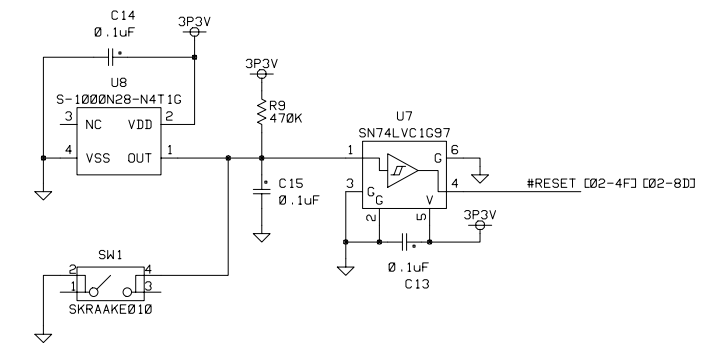 C14
0.1uF
3P3V
U8
S-1000N28-N4T1G
3 NC VDD 2
4 VSS OUT 1
3P3V
R9
470K
C15
0.1uF
U7
SN74LVC1G97
1 G 6
3 G 4
G V
2 5
#RESET [02-4F] [02-8D]
3P3V
0.1uF
C13
SW1
2 4
1 3
SKRAAKE010